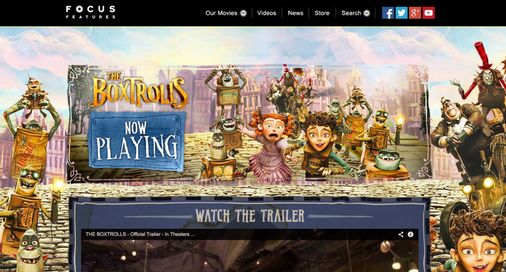 FOCUS
FEATURES
Our Movies
Videos
News
Store
Search
THE
BOXTROLLS
NOW
PLAYING
WATCH THE TRAILER
THE BOXTROLLS - Official Trailer - In Theaters ...